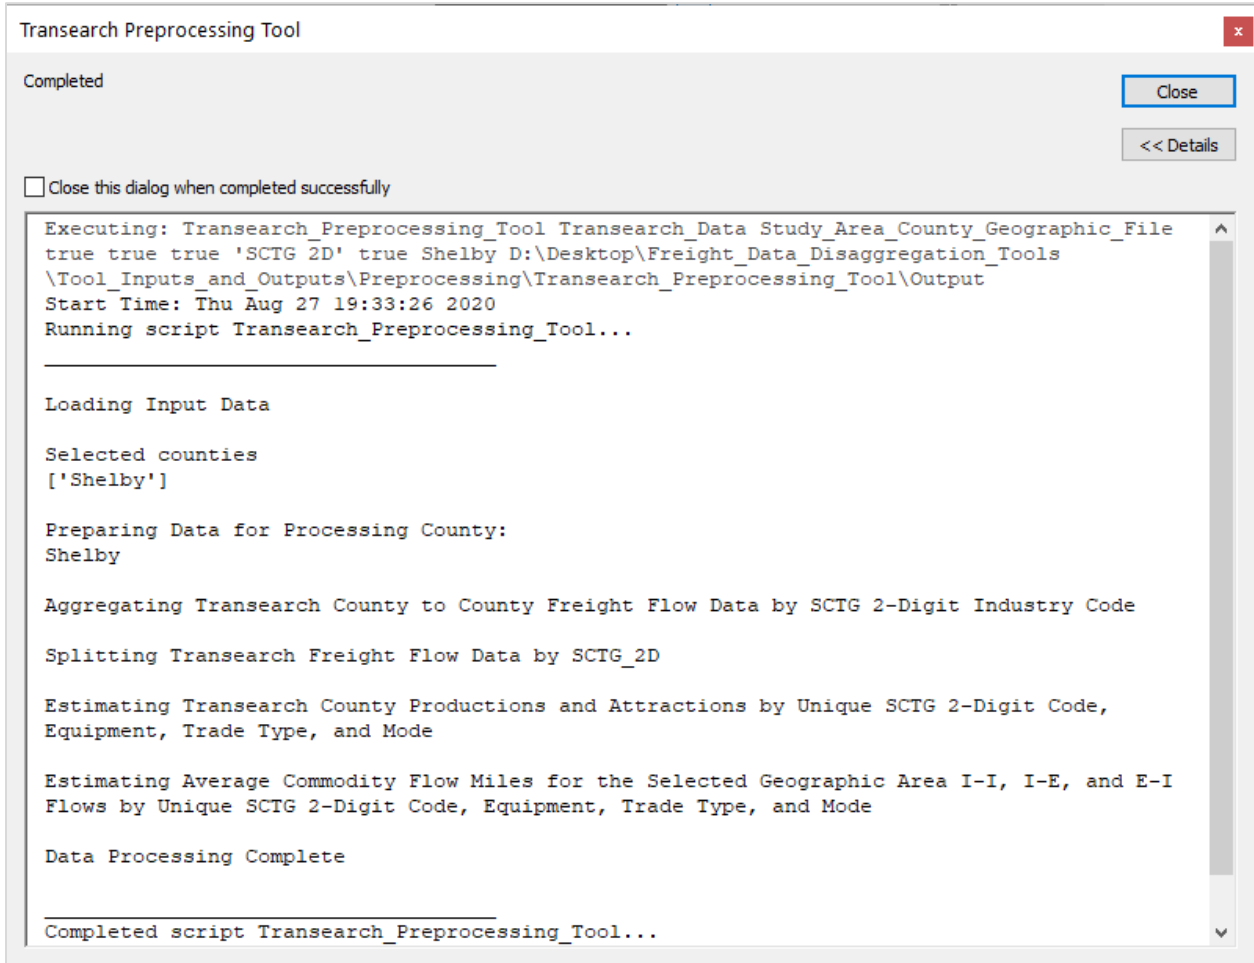 Transearch Preprocessing Tool
x
Completed
Close
<< Details
Close this dialog when completed successfully
Executing: Transearch_Preprocessing_Tool Transearch_Data Study_Area_County_Geographic_File
true true true 'SCTG 2D' true Shelby D:\Desktop\Freight_Data_Disaggregation_Tools
\Tool_Inputs_and_Outputs\Preprocessing\Transearch_Preprocessing_Tool\Output
Start Time: Thu Aug 27 19:33:26 2020
Running script Transearch_Preprocessing_Tool...
Loading Input Data
Selected counties
['Shelby']
Preparing Data for Processing County:
Shelby
Aggregating Transearch County to County Freight Flow Data by SCTG 2-Digit Industry Code
Splitting Transearch Freight Flow Data by SCTG_2D
Estimating Transearch County Productions and Attractions by Unique SCTG 2-Digit Code,
Equipment, Trade Type, and Mode
Estimating Average Commodity Flow Miles for the Selected Geographic Area I-I, I-E, and E-I
Flows by Unique SCTG 2-Digit Code, Equipment, Trade Type, and Mode
Data Processing Complete
Completed script Transearch_Preprocessing_Tool...